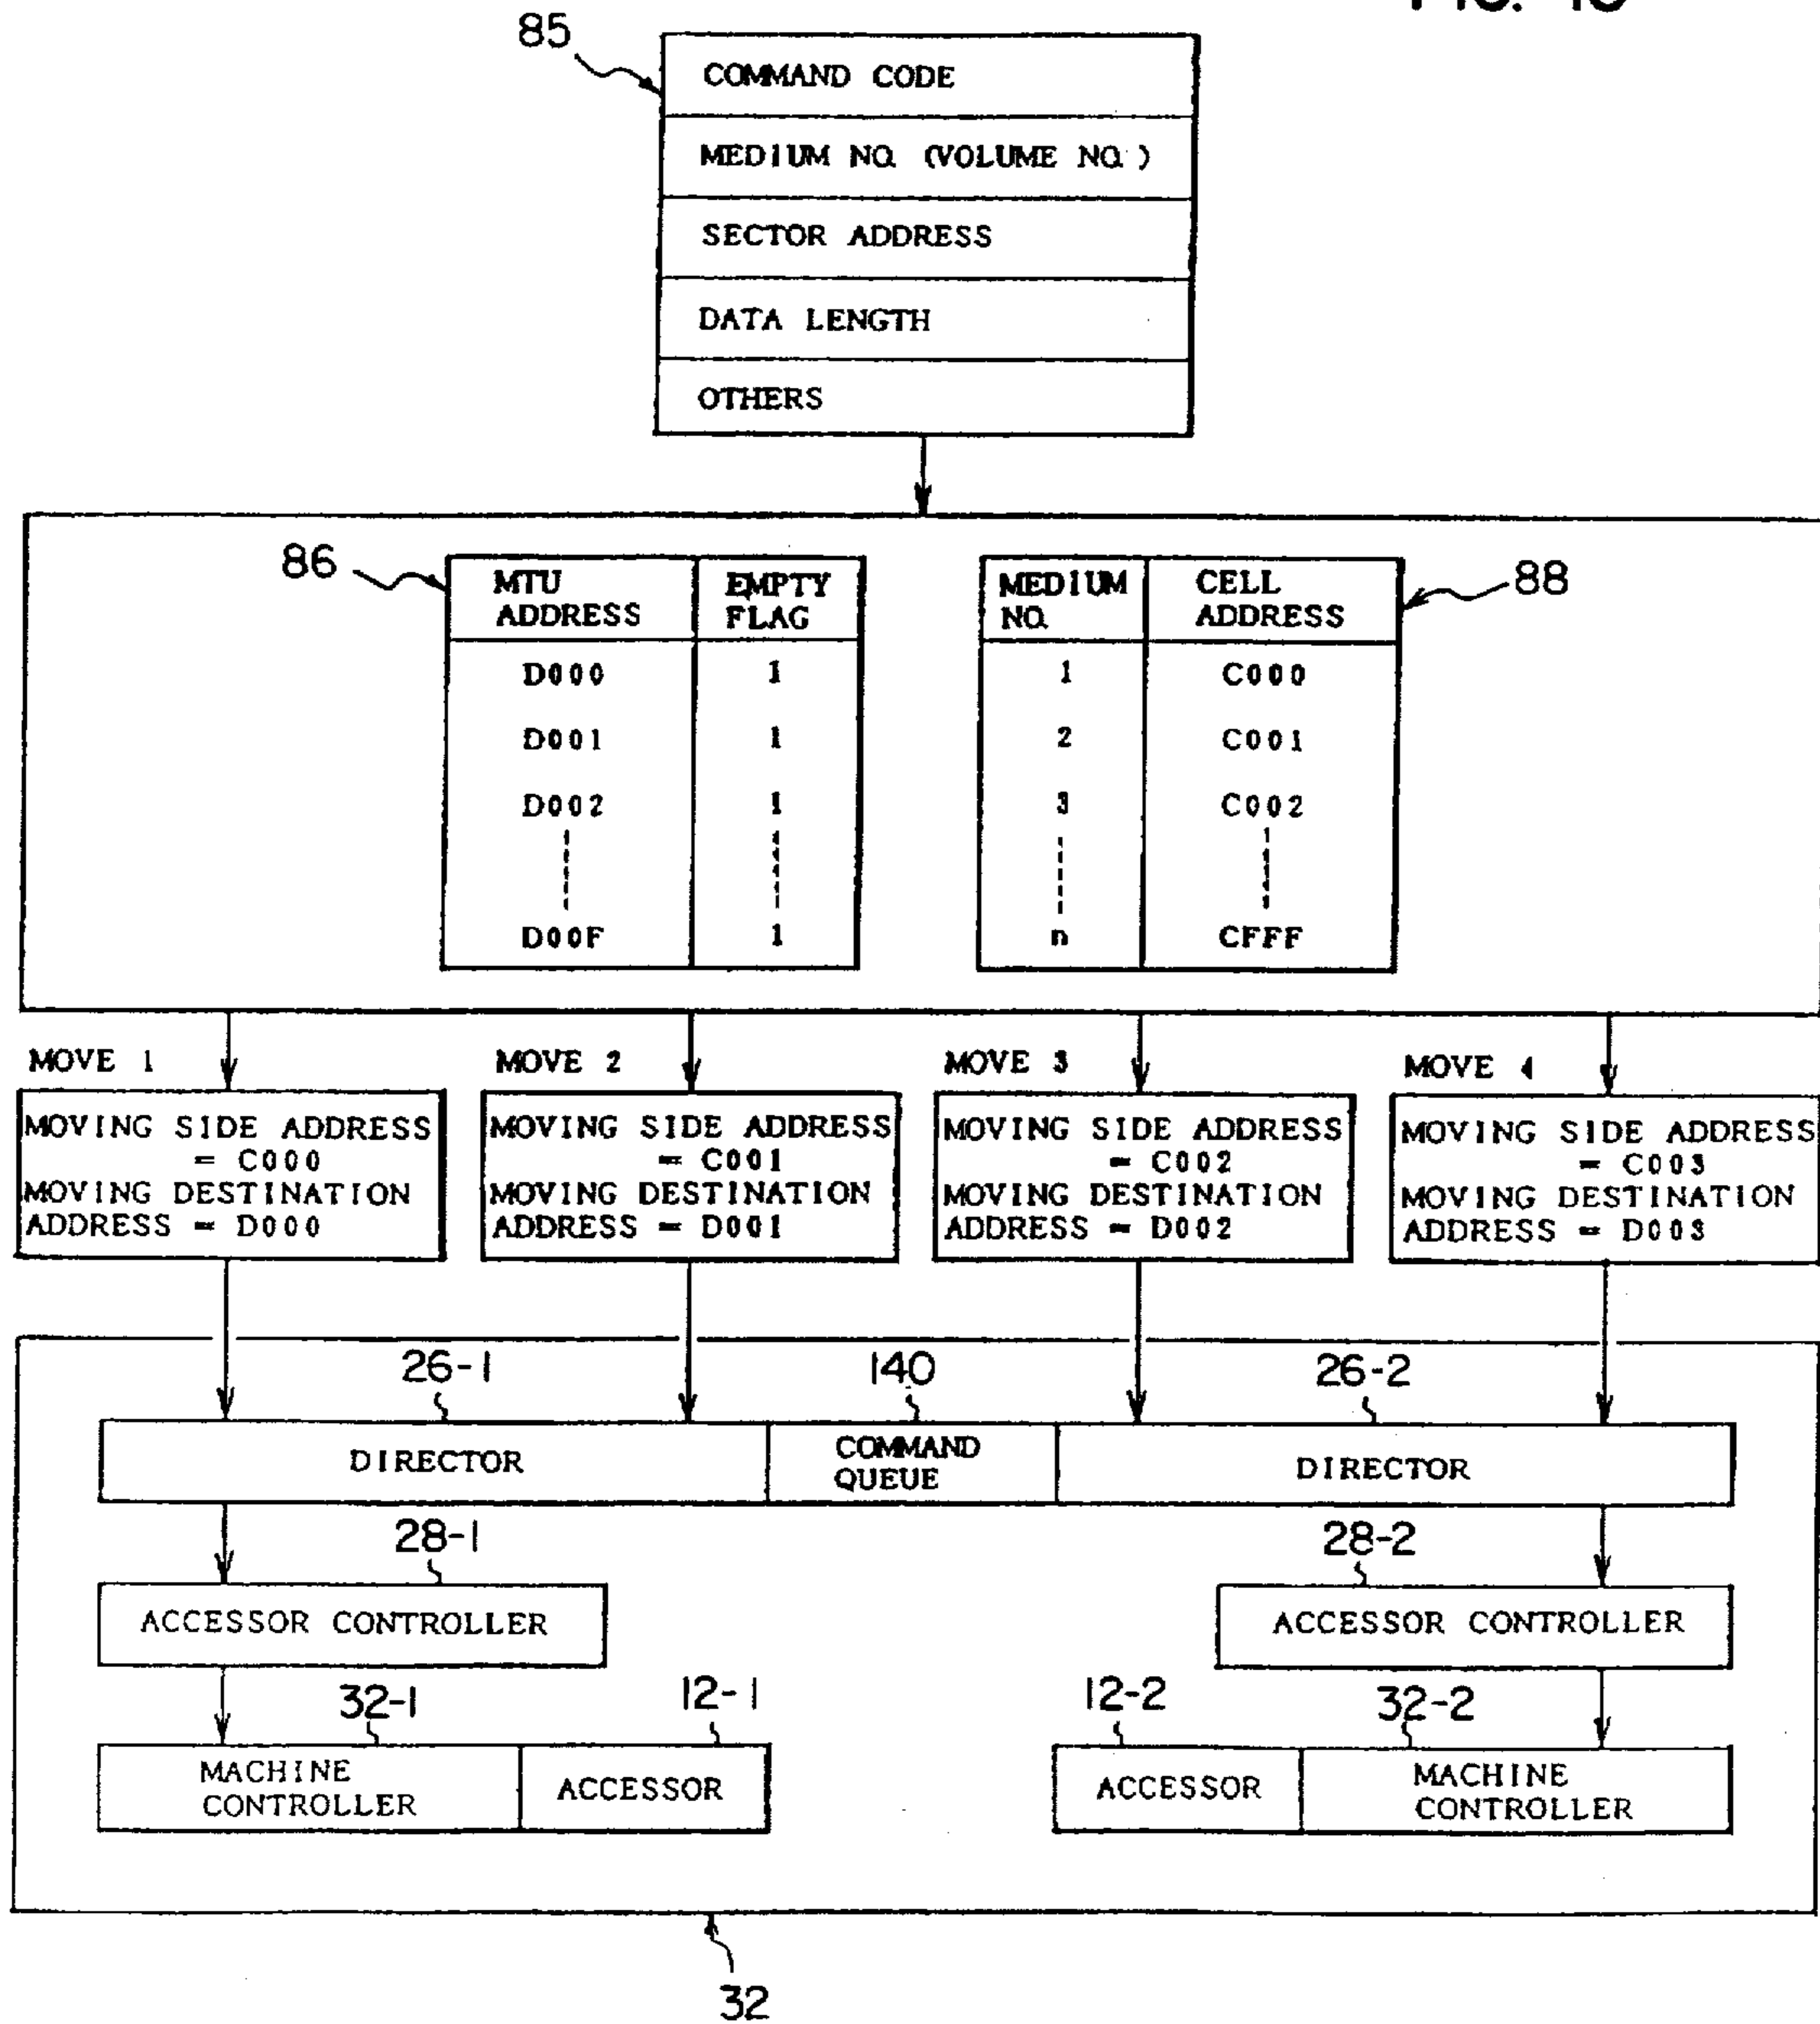 85
COMMAND CODE
MEDIUM NO. (VOLUME NO.)
SECTOR ADDRESS
DATA LENGTH
OTHERS
86
MTU ADDRESS EMPTY FLAG
D000 1
D001 1
D002 1
D00F 1
88
MEDIUM NO. CELL ADDRESS
1 C000
2 C001
3 C002
n CFFF
MOVE 1
MOVING SIDE ADDRESS
= C000
MOVING DESTINATION
ADDRESS = D000
MOVE 2
MOVING SIDE ADDRESS
= C001
MOVING DESTINATION
ADDRESS = D001
MOVE 3
MOVING SIDE ADDRESS
= C002
MOVING DESTINATION
ADDRESS = D002
MOVE 4
MOVING SIDE ADDRESS
= C003
MOVING DESTINATION
ADDRESS = D003
26-1
140
26-2
DIRECTOR
COMMAND
QUEUE
DIRECTOR
28-1
28-2
ACCESSOR CONTROLLER
ACCESSOR CONTROLLER
32-1
12-1
12-2
32-2
MACHINE
CONTROLLER
ACCESSOR
ACCESSOR
MACHINE
CONTROLLER
32